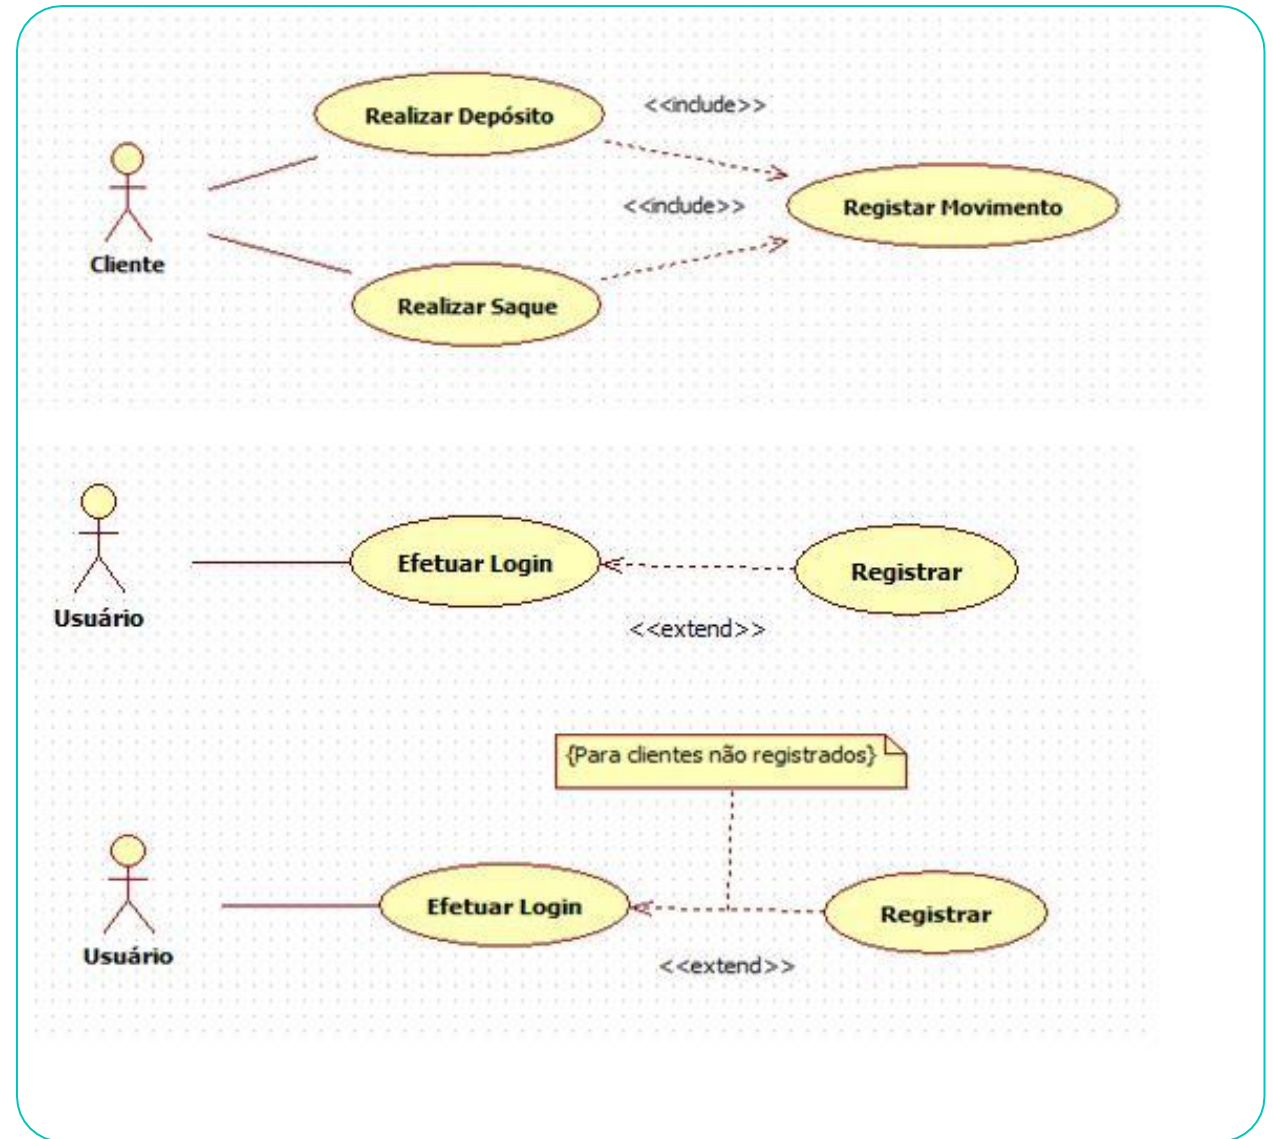 Realizar Depósito
<<include>>
Registar Movimento
<<include>>
Cliente
Realizar Saque
Efetuar Login
Registrar
Usuário
<<extend>>
{Para clientes não registrados}
Efetuar Login
Registrar
Usuário
<<extend>>